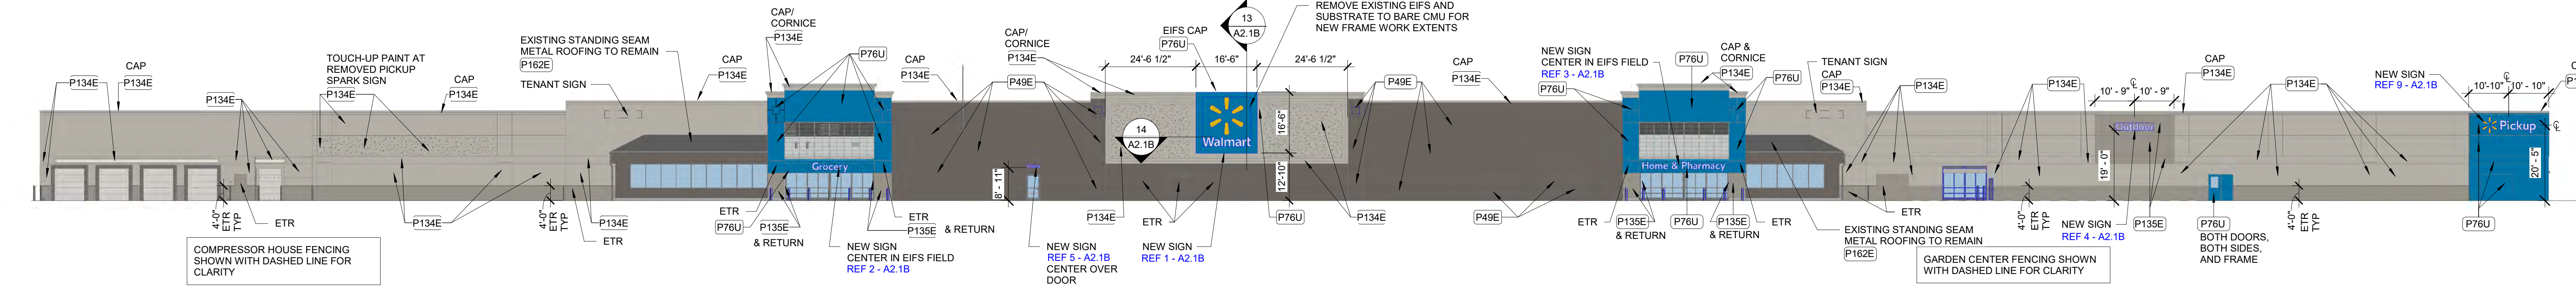 P134E
CAP
P134E
P134E
TOUCH-UP PAINT AT
REMOVED PICKUP
SPARK SIGN
P134E
CAP
P134E
EXISTING STANDING SEAM
METAL ROOFING TO REMAIN
P162E
TENANT SIGN
CAP
P134E
CAP/
CORNICE
P134E
P76U
CAP
P134E
P49E
CAP/
CORNICE
P134E
EIFS CAP
P76U
24'-6 1/2"
16'-6"
24'-6 1/2"
13
A2.1B
REMOVE EXISTING EIFS AND
SUBSTRATE TO BARE CMU FOR
NEW FRAME WORK EXTENTS
P49E
CAP
P134E
NEW SIGN
CENTER IN EIFS FIELD
REF 3 - A2.1B
P76U
P76U
CAP &
CORNICE
P134E
P76U
TENANT SIGN
CAP
P134E
P134E
P134E
CAP
P134E
10' - 9"
10' - 9"
P134E
NEW SIGN
REF 9 - A2.1B
10'-10"
10' - 10"
Grocery
14
A2.1B
Walmart
16'-6"
12'-10"
8' - 11"
Home & Pharmacy
Outdoor
19' - 0"
Pickup
20' - 5"
4'-0"
ETR
TYP
ETR
P134E
4'-0"
ETR
TYP
P134E
ETR
COMPRESSOR HOUSE FENCING
SHOWN WITH DASHED LINE FOR
CLARITY
ETR
P76U
P135E
& RETURN
ETR
P135E
& RETURN
NEW SIGN
CENTER IN EIFS FIELD
REF 2 - A2.1B
NEW SIGN
REF 5 - A2.1B
CENTER OVER
DOOR
P134E
ETR
NEW SIGN
REF 1 - A2.1B
P76U
P134E
P49E
ETR
P135E
& RETURN
P76U
P135E
& RETURN
ETR
EXISTING STANDING SEAM
METAL ROOFING TO REMAIN
P162E
ETR
GARDEN CENTER FENCING SHOWN
WITH DASHED LINE FOR CLARITY
4'-0"
ETR
TYP
NEW SIGN
REF 4 - A2.1B
P135E
P76U
BOTH DOORS,
BOTH SIDES,
AND FRAME
4'-0"
ETR
TYP
P76U